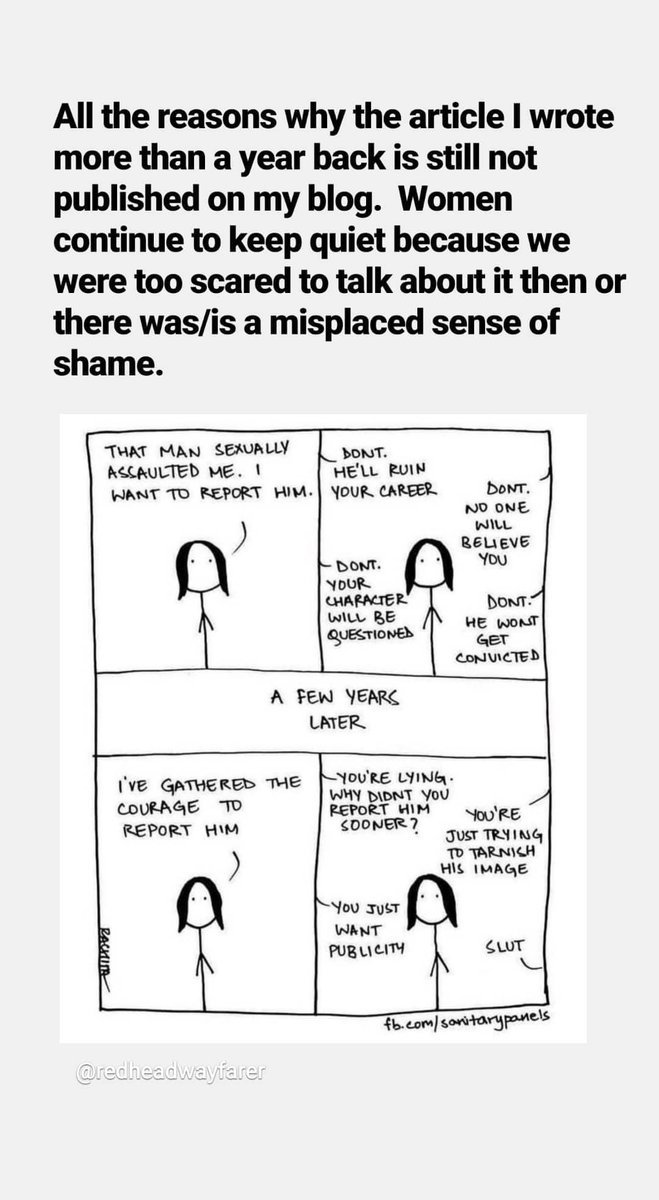 All the reasons why the article I wrote
more than a year back is still not
published on my blog.  Women
continue to keep quiet because we
were too scared to talk about it then or
there was/is a misplaced sense of
shame.
THAT MAN SEXUALLY
ASSAULTED ME. I
WANT TO REPORT HIM.
DONT.
HE'LL RUIN
YOUR CAREER
DONT.
NO ONE
WILL
BELIEVE
YOU
DONT.
YOUR
CHARACTER
WILL BE
QUESTIONED
DONT.
HE WONT
GET
CONVICTED
A FEW YEARS
LATER
I'VE GATHERED THE
COURAGE TO
REPORT HIM
YOU'RE LYING.
WHY DIDNT YOU
REPORT HIM
SOONER?
YOU'RE
JUST TRYING
TO TARNISH
HIS IMAGE
YOU JUST
WANT
PUBLICITY
SLUT
RACHITA
fb.com/sanitarypanels
@redheadwayfarer